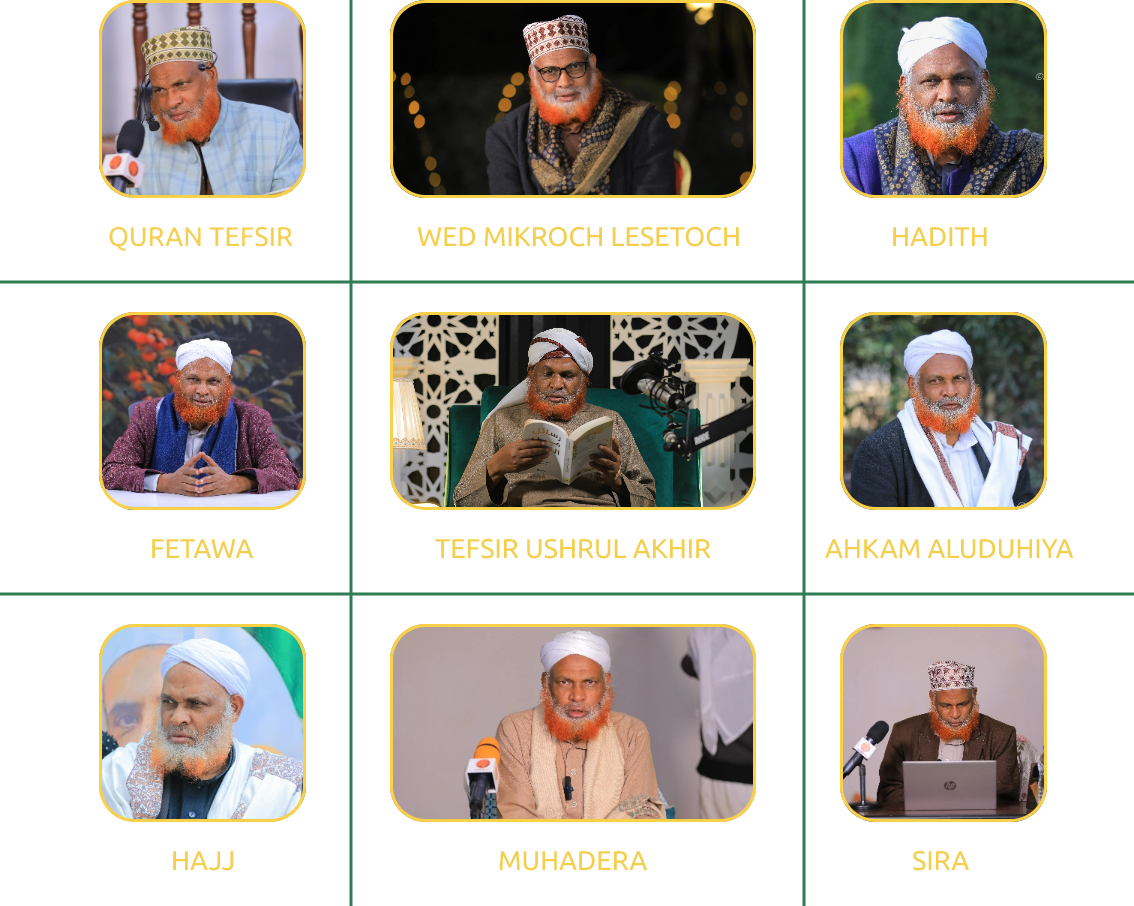 QURAN TEFSIR
WED MIKROCH LESETOCH
HADITH
FETAWA
TEFSIR USHRUL AKHIR
AHKAM ALUDUHIYA
HAJJ
MUHADERA
SIRA